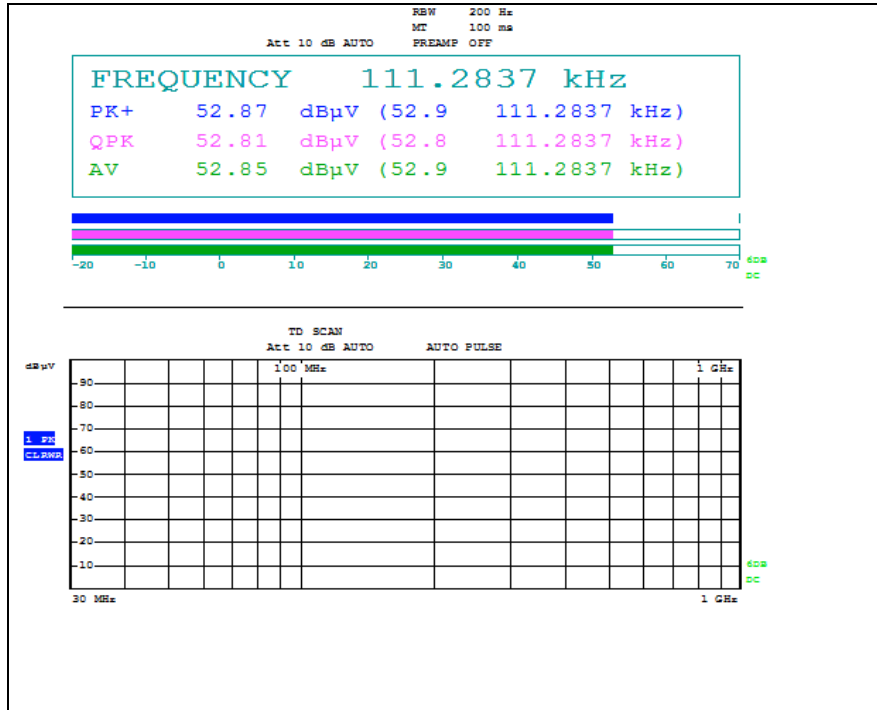 RBW 200 Hz
MT 100 ms
Att 10 dB AUTO PREAMP OFF
FREQUENCY 111.2837 kHz
PK+ 52.87 dBµV (52.9 111.2837 kHz)
QPK 52.81 dBµV (52.8 111.2837 kHz)
AV 52.85 dBµV (52.9 111.2837 kHz)
-20 -10 0 10 20 30 40 50 60 70
6DB
DC
TD SCAN
Att 10 dB AUTO AUTO PULSE
dBµV
100 MHz 1 GHz
90
80
70
1 PK
CLRWR
60
50
40
30
20
10
6DB
DC
30 MHz 1 GHz